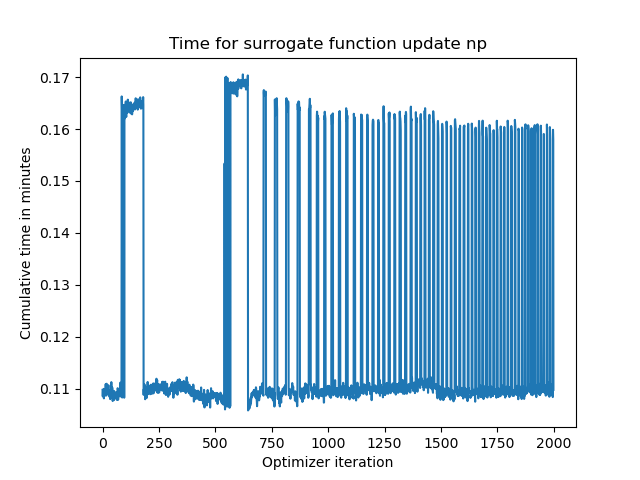 Time for surrogate function update np
0.17
0.16
0.15
0.14
0.13
0.12
0.11
Cumulative time in minutes
0 250 500 750 1000 1250 1500 1750 2000
Optimizer iteration